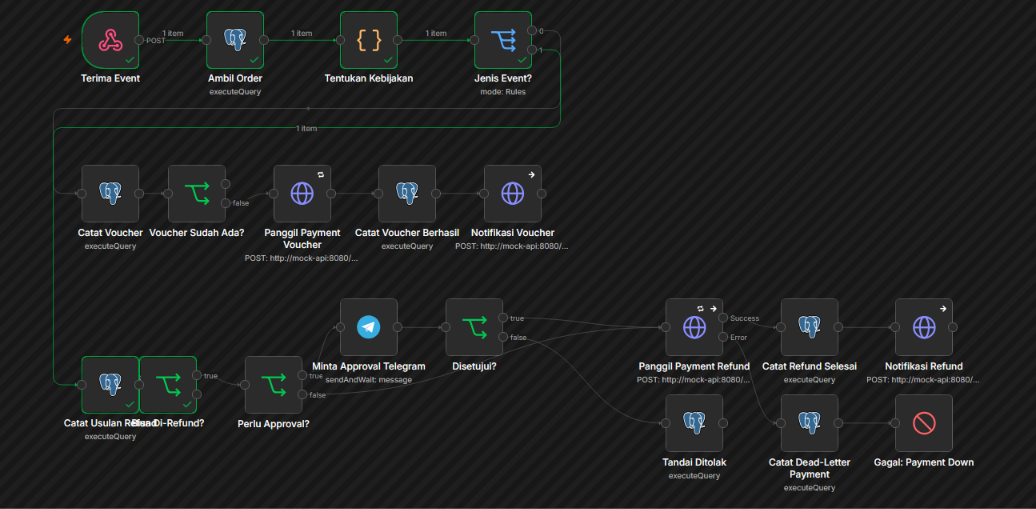 POST
1 item
1 item
1 item
0
1
Terima Event
Ambil Order
executeQuery
Tentukan Kebijakan
Jenis Event?
mode: Rules
1 item
false
Catat Voucher
executeQuery
Voucher Sudah Ada?
Panggil Payment
Voucher
POST: http://mock-api:8080/...
Catat Voucher Berhasil
executeQuery
Notifikasi Voucher
POST: http://mock-api:8080/...
true
false
Success
Error
Minta Approval Telegram
sendAndWait: message
Disetujui?
Panggil Payment Refund
POST: http://mock-api:8080/...
Catat Refund Selesai
executeQuery
Notifikasi Refund
POST: http://mock-api:8080/...
true
true
false
Catat Usulan
executeQuery
Di-Refund?
Perlu Approval?
Tandai Ditolak
executeQuery
Catat Dead-Letter
Payment
executeQuery
Gagal: Payment Down